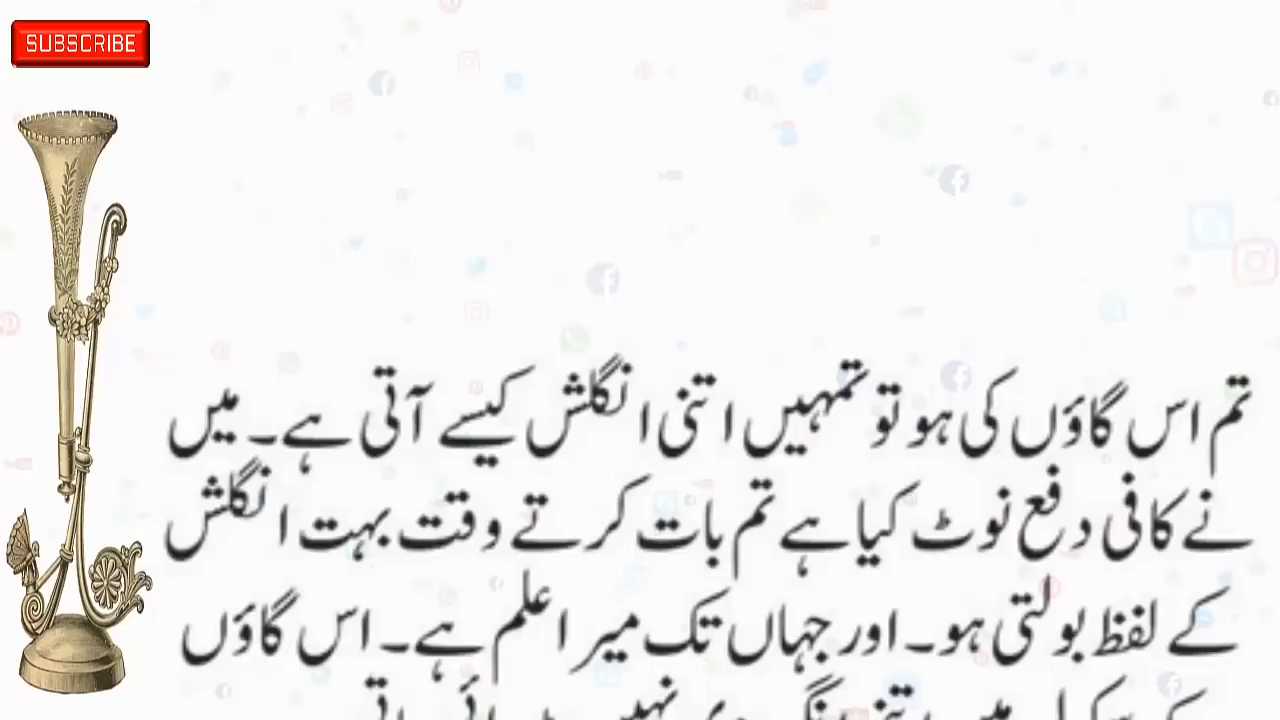 SUBSCRIBE
تم اس گاؤں کی ہو تو تمہیں اتنی انگلش کیسے آتی ہے۔ میں
نے کافی دفع نوٹ کیا ہے تم بات کرتے وقت بہت انگلش
کے لفظ بولتی ہو۔ اور جہاں تک میرا علم ہے۔ اس گاؤں